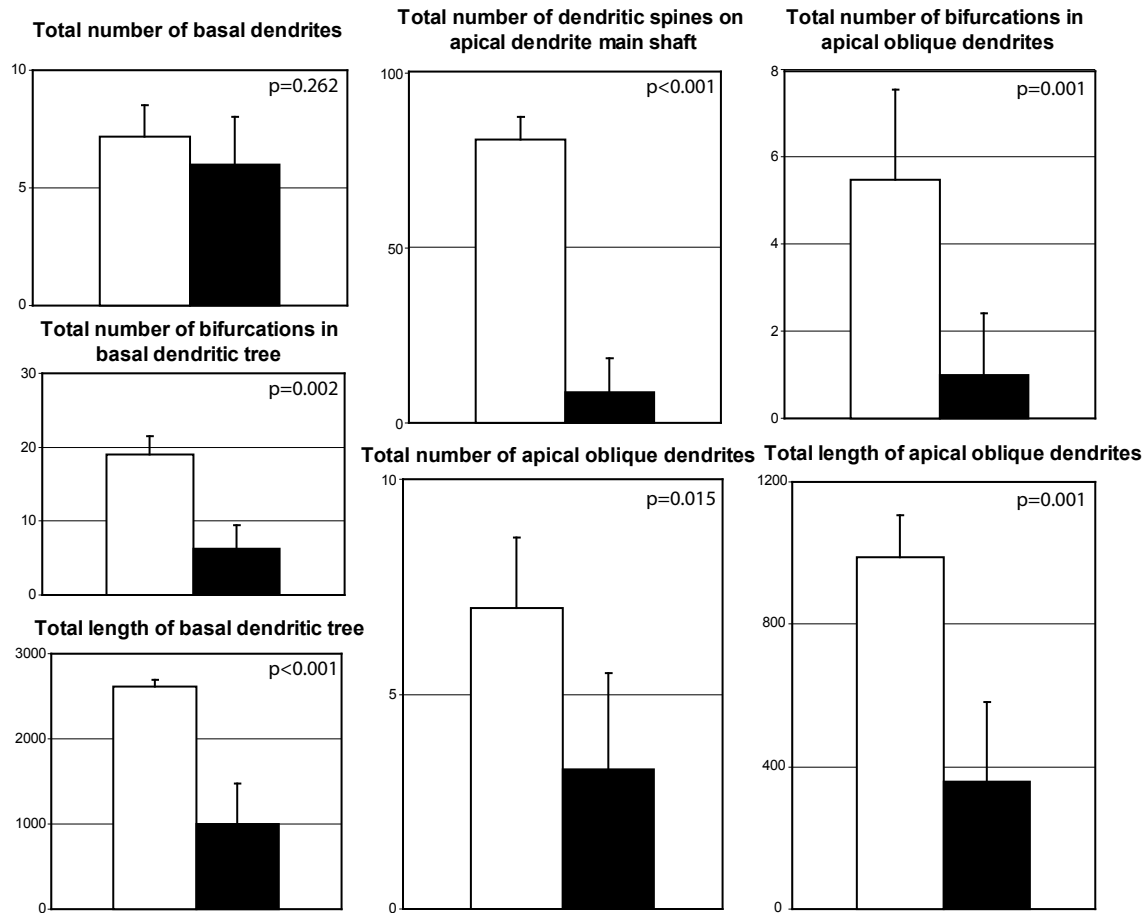 Total number of basal dendrites
10
5
0
p=0.262
Total number of bifurcations in
basal dendritic tree
30
20
10
0
p=0.002
Total length of basal dendritic tree
3000
2000
1000
0
p<0.001
Total number of dendritic spines on
apical dendrite main shaft
100
50
0
p<0.001
Total number of apical oblique dendrites
10
5
0
p=0.015
Total number of bifurcations in
apical oblique dendrites
8
6
4
2
0
p=0.001
Total length of apical oblique dendrites
1200
800
400
0
p=0.001